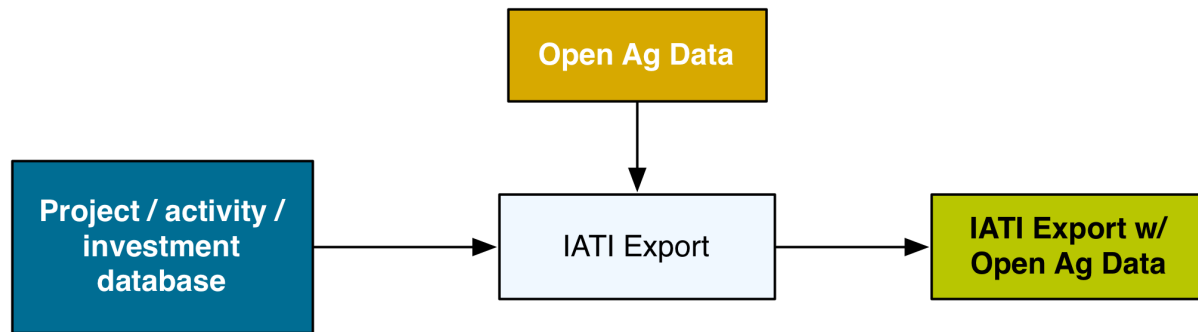 Open Ag Data
Project / activity /
investment
database
IATI Export
IATI Export w/
Open Ag Data